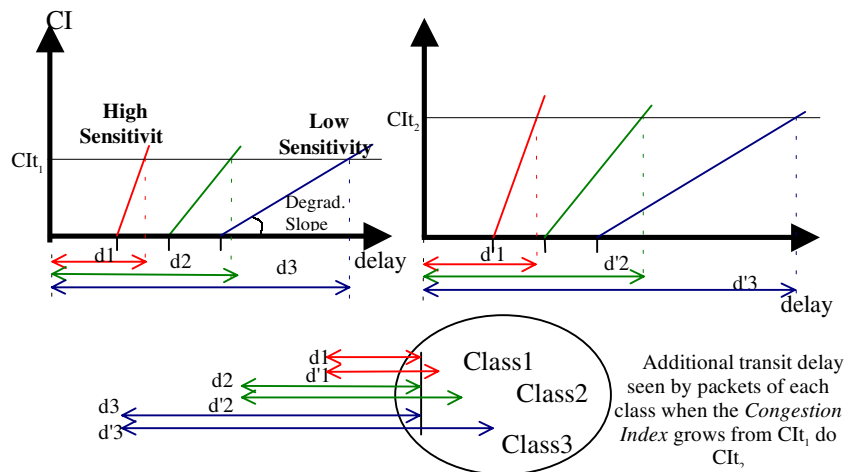 CI
High
Sensitivit
Low
Sensitivity
CIt₁
Degrad.
Slope
d1
d2
d3
delay
CIt₂
d'1
d'2
d'3
delay
d1
d'1
d2
d'2
d3
d'3
Class1
Class2
Class3
Additional transit delay
seen by packets of each
class when the Congestion
Index grows from CIt₁ do
CIt₂